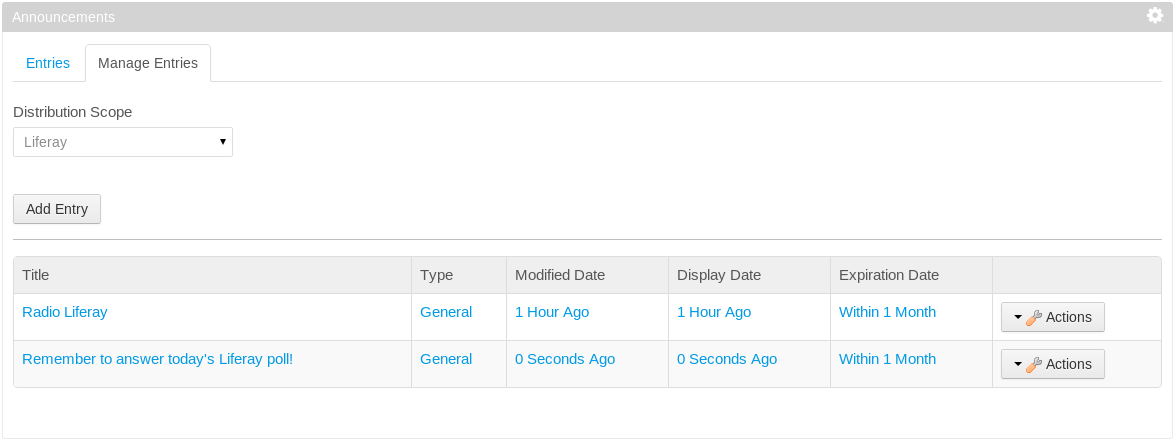 Announcements
Entries Manage Entries
Distribution Scope
Liferay
Add Entry
Title Type Modified Date Display Date Expiration Date
Radio Liferay General 1 Hour Ago 1 Hour Ago Within 1 Month Actions
Remember to answer today's Liferay poll! General 0 Seconds Ago 0 Seconds Ago Within 1 Month Actions